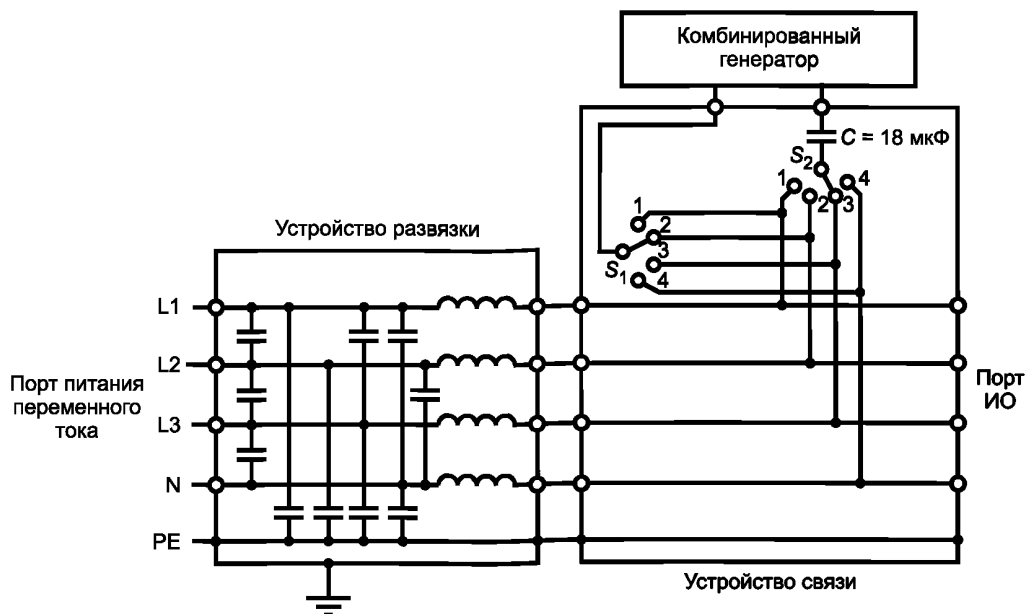 Комбинированный
генератор
C = 18 мкФ
S2
1
2
3
4
1
2
3
4
S1
Устройство развязки
L1
L2
L3
N
PE
Порт питания
переменного
тока
Порт
ИО
Устройство связи